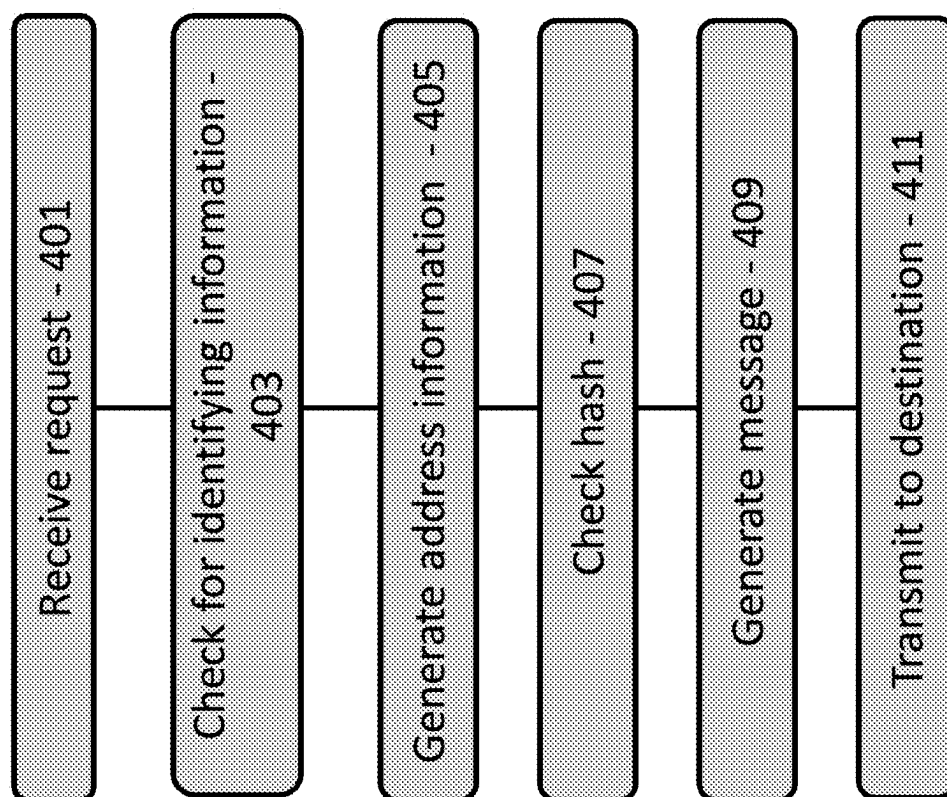 Receive request - 401
Check for identifying information -
403
Generate address information - 405
Check hash - 407
Generate message - 409
Transmit to destination - 411